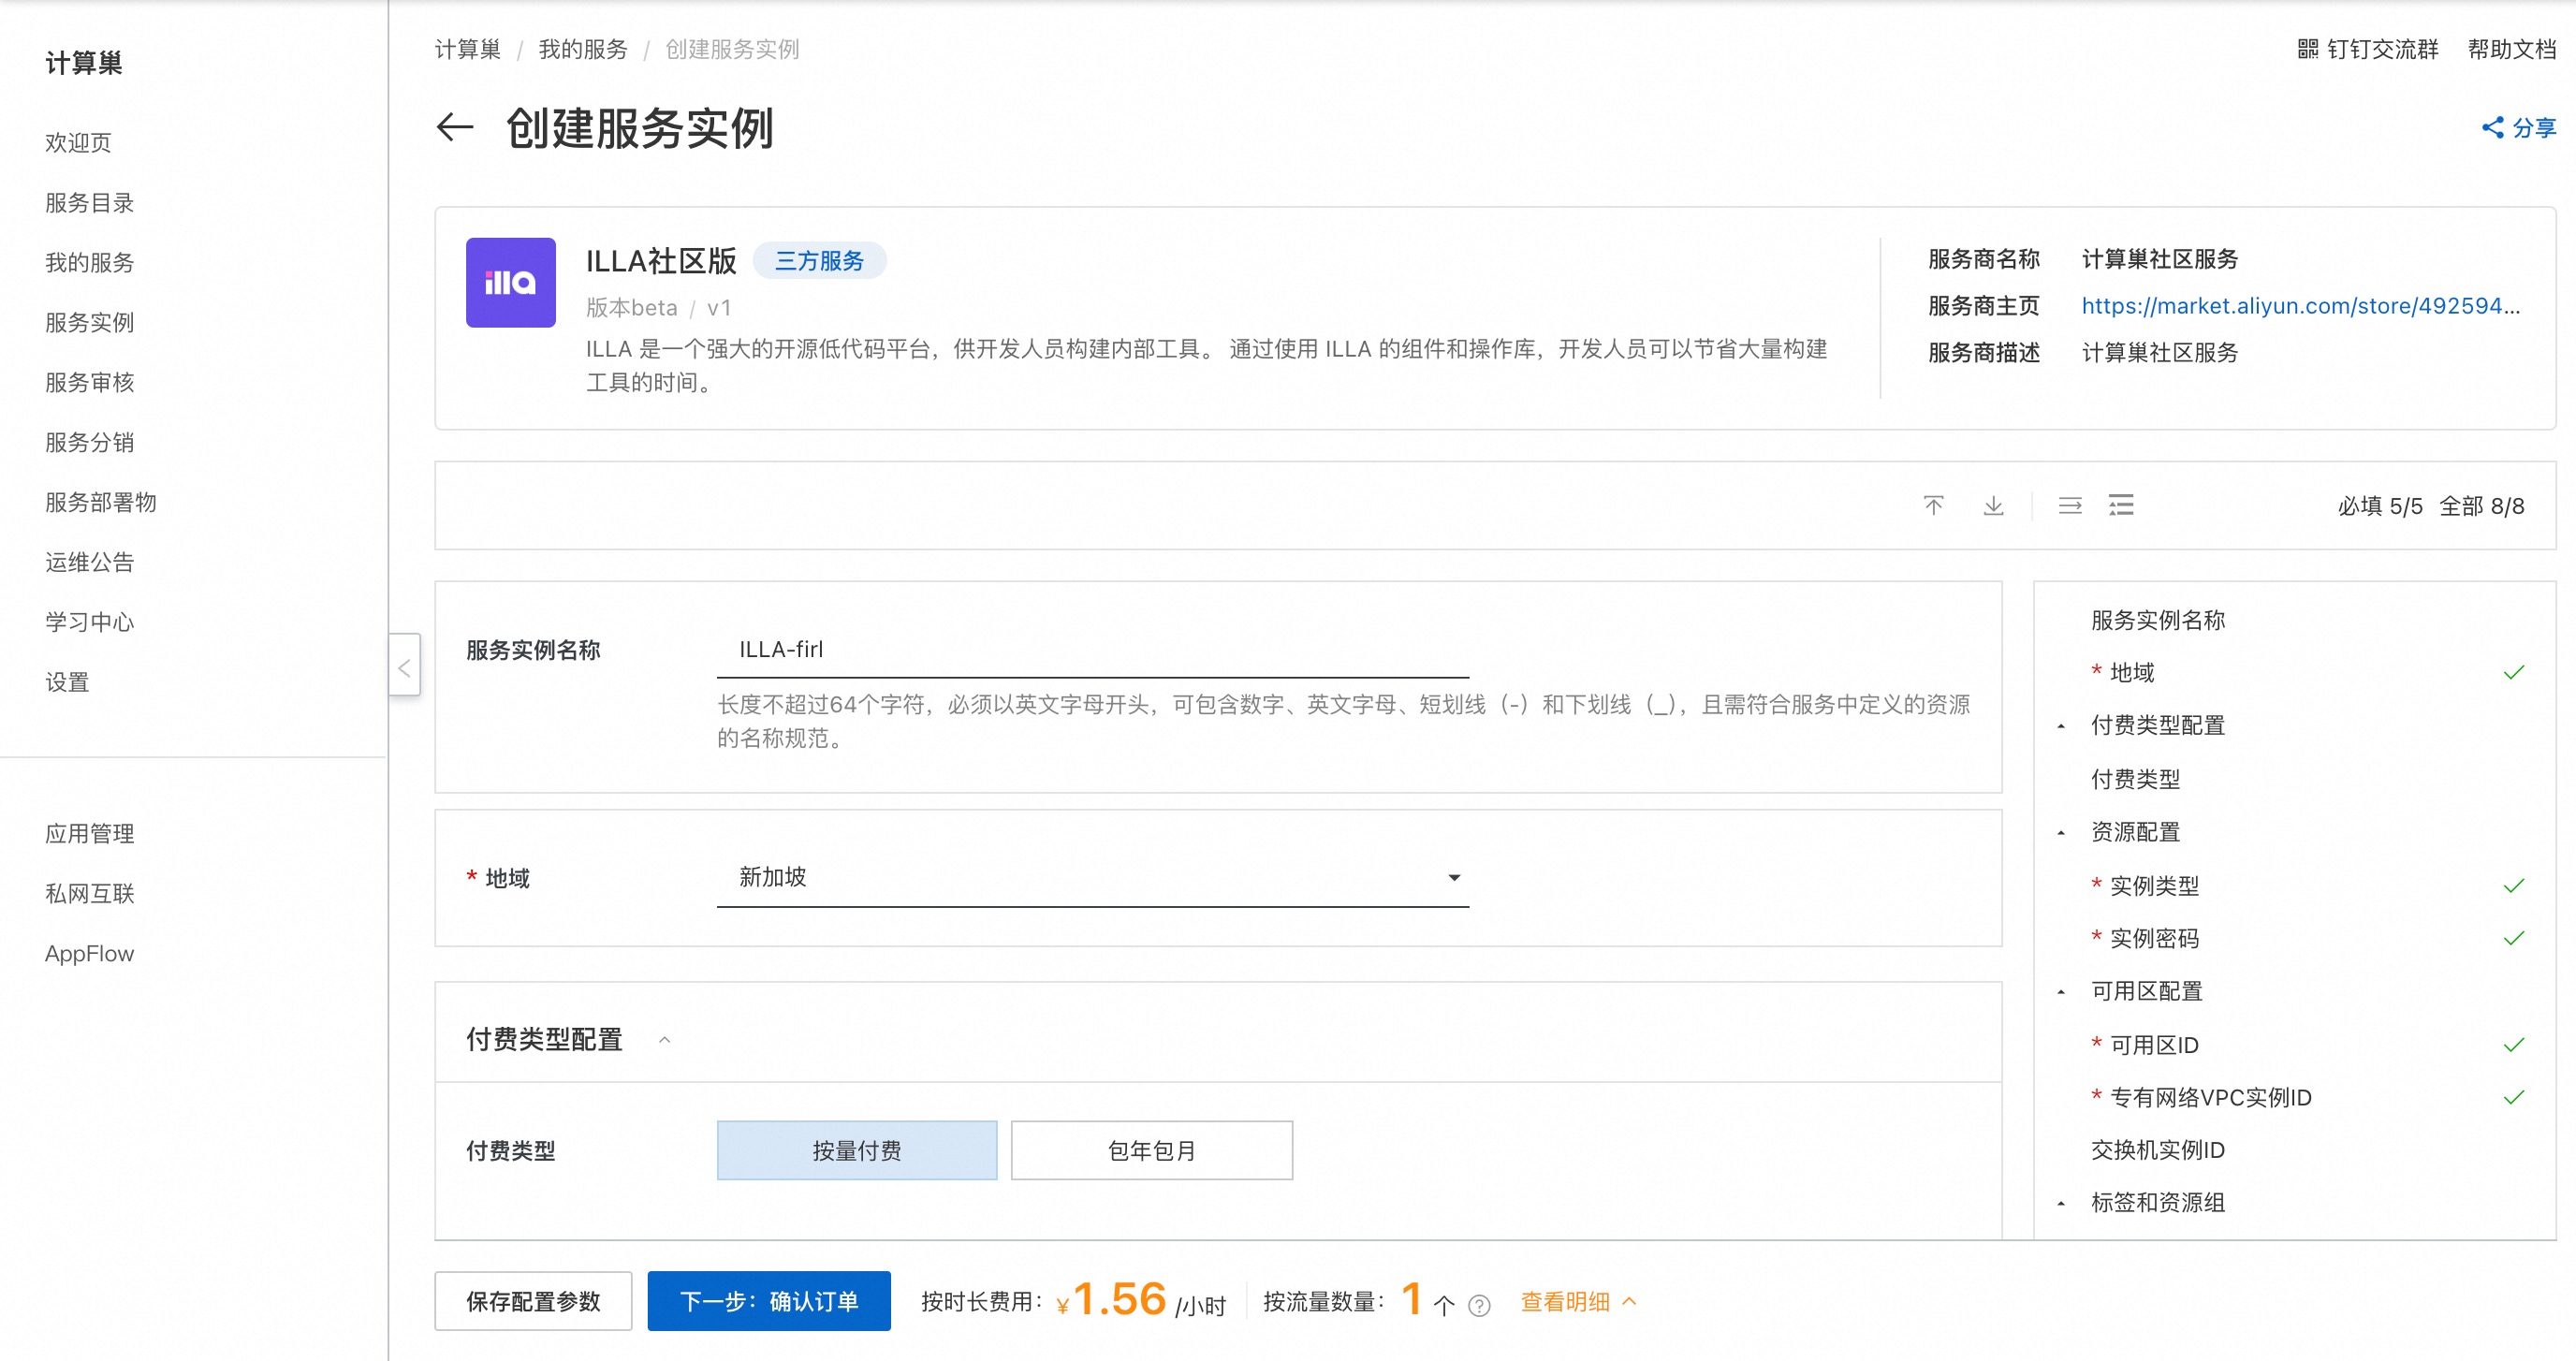 计算巢
欢迎页
服务目录
我的服务
服务实例
服务审核
服务分销
服务部署物
运维公告
学习中心
设置
应用管理
私网互联
AppFlow
计算巢 / 我的服务 / 创建服务实例
钉钉交流群 帮助文档
创建服务实例
分享
illa
ILLA社区版 三方服务
版本beta / v1
ILLA 是一个强大的开源低代码平台，供开发人员构建内部工具。 通过使用 ILLA 的组件和操作库，开发人员可以节省大量构建
工具的时间。
服务商名称 计算巢社区服务
服务商主页 https://market.aliyun.com/store/492594...
服务商描述 计算巢社区服务
必填 5/5 全部 8/8
服务实例名称 ILLA-firl
长度不超过64个字符，必须以英文字母开头，可包含数字、英文字母、短划线（-）和下划线（_），且需符合服务中定义的资源
的名称规范。
* 地域 新加坡
付费类型配置
付费类型 按量付费 包年包月
服务实例名称
* 地域
付费类型配置
付费类型
资源配置
* 实例类型
* 实例密码
可用区配置
* 可用区ID
* 专有网络VPC实例ID
交换机实例ID
标签和资源组
保存配置参数 下一步：确认订单 按时长费用：¥1.56 /小时 按流量数量：1 个 ? 查看明细